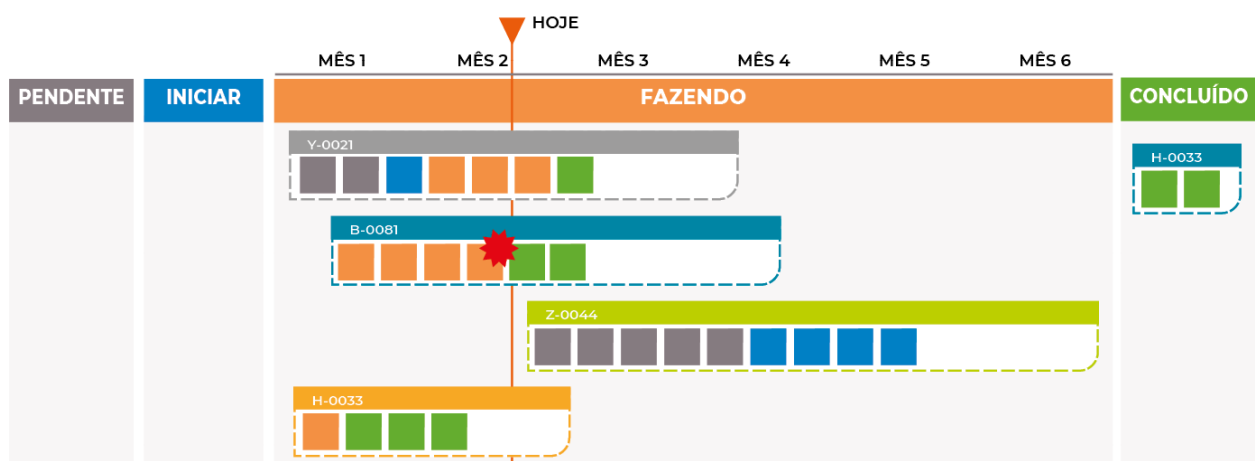 HOJE
MÊS 1 MÊS 2 MÊS 3 MÊS 4 MÊS 5 MÊS 6
PENDENTE INICIAR FAZENDO CONCLUÍDO
Y-0021
H-0033
B-0081
Z-0044
H-0033